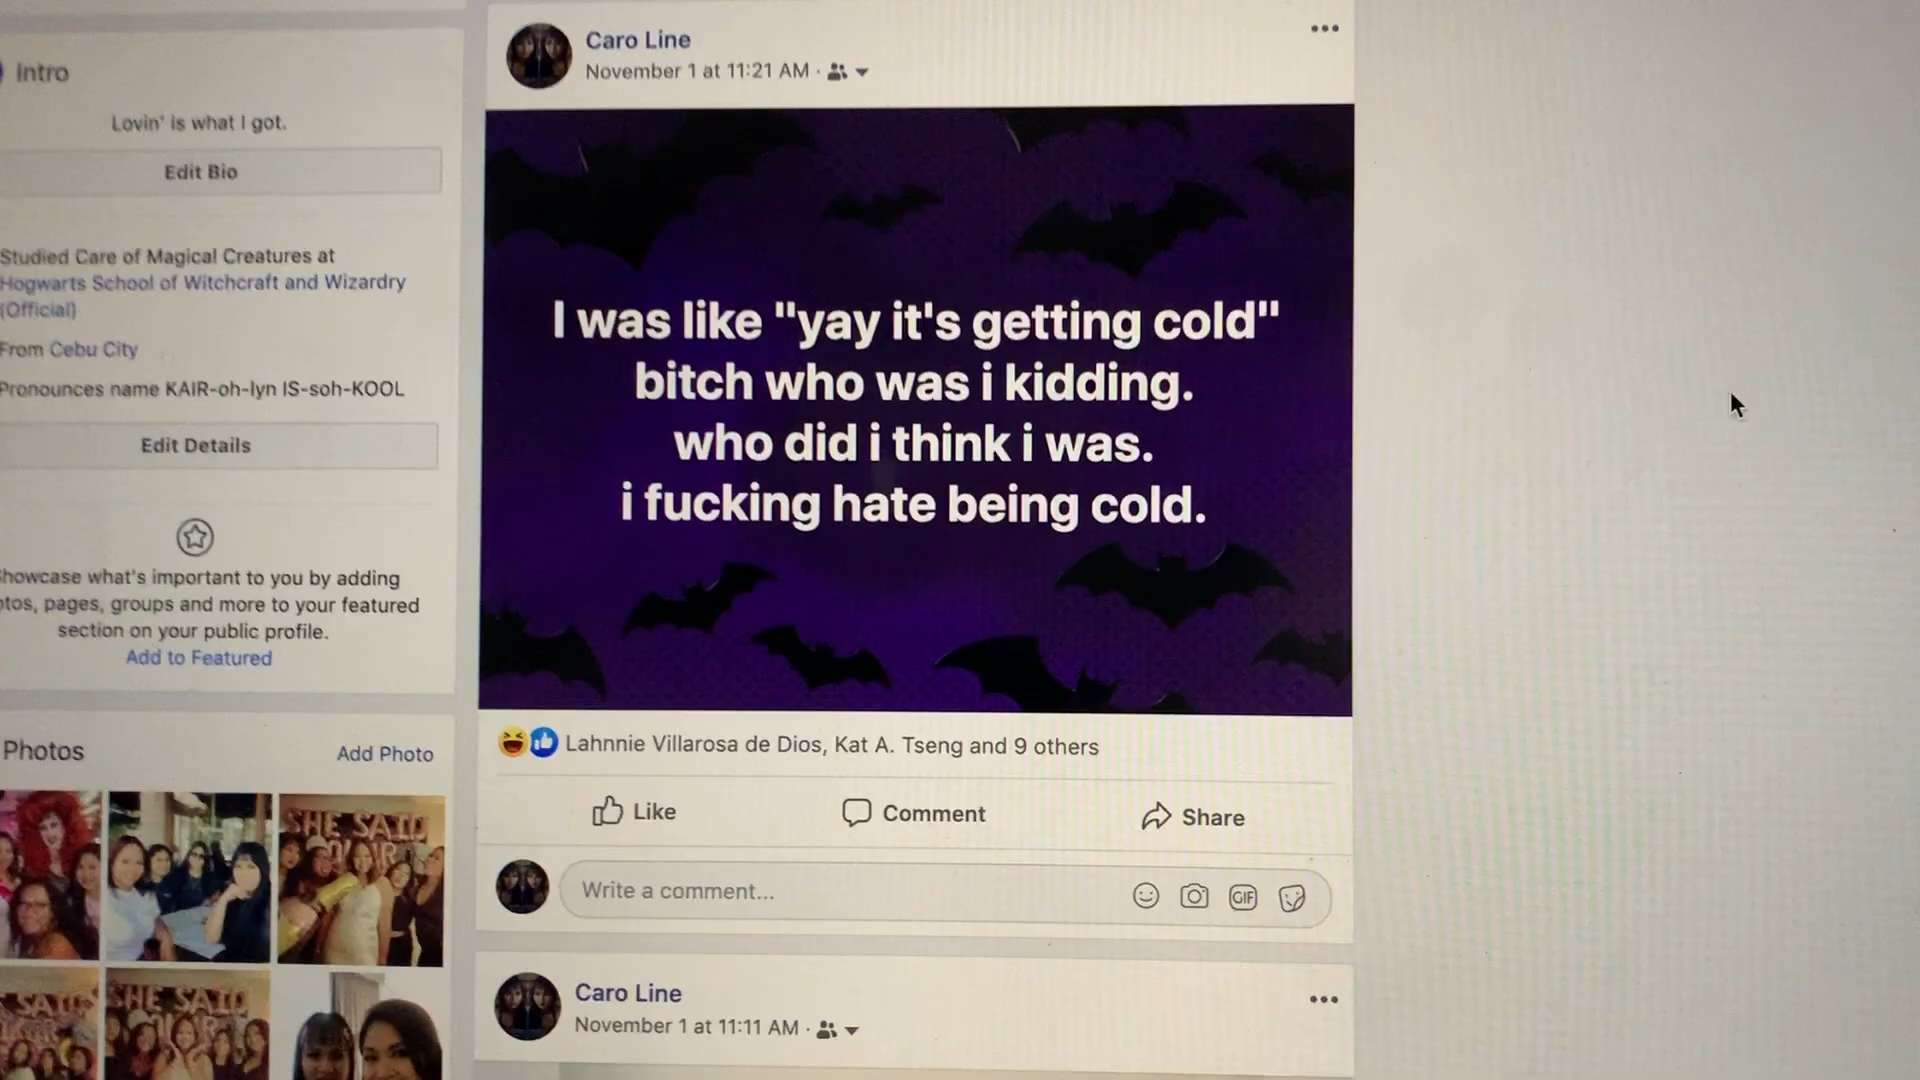 Intro
Lovin' is what I got.
Edit Bio
Studied Care of Magical Creatures at
Hogwarts School of Witchcraft and Wizardry
(Official)
From Cebu City
Pronounces name KAIR-oh-lyn IS-soh-KOOL
Edit Details
howcase what's important to you by adding
otos, pages, groups and more to your featured
section on your public profile.
Add to Featured
Photos
Add Photo
SHE SAID
SHE SAID
Caro Line
November 1 at 11:21 AM ·
I was like "yay it's getting cold"
bitch who was i kidding.
who did i think i was.
i fucking hate being cold.
Lahnnie Villarosa de Dios, Kat A. Tseng and 9 others
Like
Comment
Share
Write a comment...
GIF
Caro Line
November 1 at 11:11 AM ·